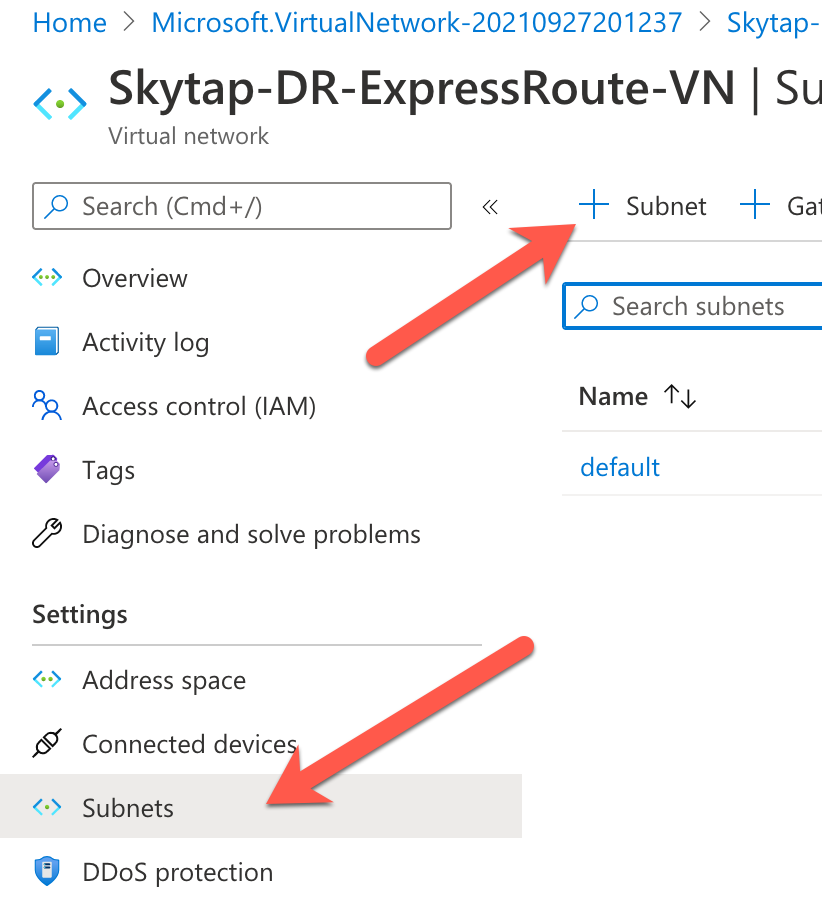 Home > Microsoft.VirtualNetwork-20210927201237 > Skytap-
Skytap-DR-ExpressRoute-VN | Su
Virtual network
Search (Cmd+/)
«
+ Subnet + Gat
Overview
Search subnets
Activity log
Name ↑↓
Access control (IAM)
default
Tags
Diagnose and solve problems
Settings
Address space
Connected devices
Subnets
DDoS protection